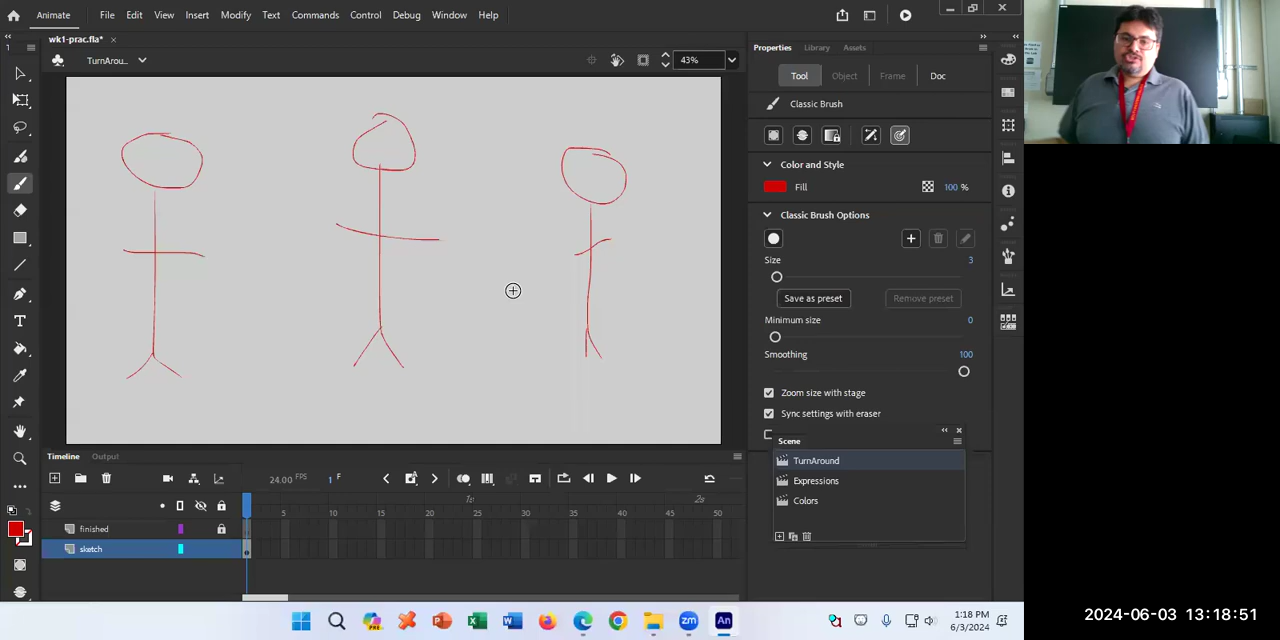 Animate File Edit View Insert Modify Text Commands Control Debug Window Help
wk1-prac.fla* ×
1
TurnArou... 43%
Properties Library Assets
Tool Object Frame Doc
Classic Brush
Color and Style
Fill 100 %
Classic Brush Options
Size 3
Save as preset Remove preset
Minimum size 0
Smoothing 100
Zoom size with stage
Sync settings with eraser
Scene
TurnAround
Expressions
Colors
Timeline Output
24.00 FPS 1 F
1s 2s
5 10 15 20 25 30 35 40 45 50
finished
sketch
1:18 PM
6/3/2024
2024-06-03 13:18:51